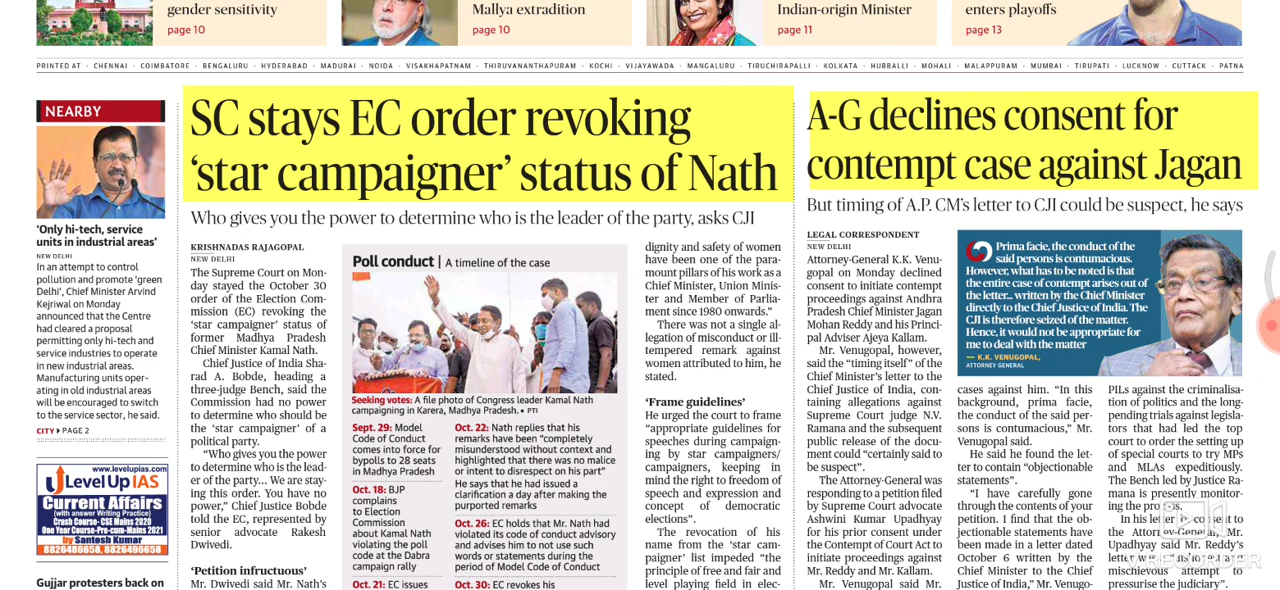 gender sensitivity
page 10
Mallya extradition
page 10
Indian-origin Minister
page 11
enters playoffs
page 13
PRINTED AT · CHENNAI · COIMBATORE · BENGALURU · HYDERABAD · MADURAI · NOIDA · VISAKHAPATNAM · THIRUVANANTHAPURAM · KOCHI · VIJAYAWADA · MANGALURU · TIRUCHIRAPALLI · KOLKATA · HUBBALLI · MOHALI · MALAPPURAM · MUMBAI · TIRUPATI · LUCKNOW · CUTTACK · PATNA
NEARBY
‘Only hi-tech, service
units in industrial areas’
NEW DELHI
In an attempt to control
pollution and promote ‘green
Delhi’, Chief Minister Arvind
Kejriwal on Monday
announced that the Centre
had cleared a proposal
permitting only hi-tech and
service industries to operate
in new industrial areas.
Manufacturing units oper-
ating in old industrial areas
will be encouraged to switch
to the service sector, he said.
CITY PAGE 2
www.levelupias.com
Level Up IAS
Current Affairs
(with answer Writing Practice)
Crash Course- CSE Mains 2020
One Year Course-Pre-cum-Mains 2021
by Santosh Kumar
8826486658, 8826496658
Gujjar protesters back on
SC stays EC order revoking
‘star campaigner’ status of Nath
Who gives you the power to determine who is the leader of the party, asks CJI
KRISHNADAS RAJAGOPAL
NEW DELHI
The Supreme Court on Mon-
day stayed the October 30
order of the Election Com-
mission (EC) revoking the
‘star campaigner’ status of
former Madhya Pradesh
Chief Minister Kamal Nath.
Chief Justice of India Sha-
rad A. Bobde, heading a
three-judge Bench, said the
Commission had no power
to determine who should be
the ‘star campaigner’ of a
political party.
“Who gives you the power
to determine who is the lead-
er of the party... We are stay-
ing this order. You have no
power,” Chief Justice Bobde
told the EC, represented by
senior advocate Rakesh
Dwivedi.
‘Petition infructuous’
Mr. Dwivedi said Mr. Nath’s
Poll conduct | A timeline of the case
Seeking votes: A file photo of Congress leader Kamal Nath
campaigning in Karera, Madhya Pradesh. • PTI
Sept. 29: Model
Code of Conduct
comes into force for
bypolls to 28 seats
in Madhya Pradesh
Oct. 18: BJP
complains
to Election
Commission
about Kamal Nath
violating the poll
code at the Dabra
campaign rally
Oct. 21: EC issues
Oct. 22: Nath replies that his
remarks have been “completely
misunderstood without context and
highlighted that there was no malice
or intent to disrespect on his part”
He says that he had issued a
clarification a day after making the
purported remarks
Oct. 26: EC holds that Mr. Nath had
violated its code of conduct advisory
and advises him to not use such
words or statements during the
period of Model Code of Conduct
Oct. 30: EC revokes his
dignity and safety of women
have been one of the para-
mount pillars of his work as a
Chief Minister, Union Minis-
ter and Member of Parlia-
ment since 1980 onwards.”
There was not a single al-
legation of misconduct or ill-
tempered remark against
women attributed to him, he
stated.
‘Frame guidelines’
He urged the court to frame
“appropriate guidelines for
speeches during campaign-
ing by star campaigners/
campaigners, keeping in
mind the right to freedom of
speech and expression and
concept of democratic
elections”.
The revocation of his
name from the ‘star cam-
paigner’ list impeded “the
principle of free and fair and
level playing field in elec-
A-G declines consent for
contempt case against Jagan
But timing of A.P. CM’s letter to CJI could be suspect, he says
LEGAL CORRESPONDENT
NEW DELHI
Attorney-General K.K. Venu-
gopal on Monday declined
consent to initiate contempt
proceedings against Andhra
Pradesh Chief Minister Jagan
Mohan Reddy and his Princi-
pal Adviser Ajeya Kallam.
Mr. Venugopal, however,
said the “timing itself” of the
Chief Minister’s letter to the
Chief Justice of India, con-
taining allegations against
Supreme Court judge N.V.
Ramana and the subsequent
public release of the docu-
ment could “certainly said to
be suspect”.
The Attorney-General was
responding to a petition filed
by Supreme Court advocate
Ashwini Kumar Upadhyay
for his prior consent under
the Contempt of Court Act to
initiate proceedings against
Mr. Reddy and Mr. Kallam.
Mr. Venugopal said Mr.
Prima facie, the conduct of the
said persons is contumacious.
However, what has to be noted is that
the entire case of contempt arises out
of the letter... written by the Chief Minister
directly to the Chief Justice of India. The
CJI is therefore seized of the matter.
Hence, it would not be appropriate for
me to deal with the matter
— K.K. VENUGOPAL,
ATTORNEY GENERAL
cases against him. “In this
background, prima facie,
the conduct of the said per-
sons is contumacious,” Mr.
Venugopal said.
He said he found the let-
ter to contain “objectionable
statements”.
“I have carefully gone
through the contents of your
petition. I find that the ob-
jectionable statements have
been made in a letter dated
October 6 written by the
Chief Minister to the Chief
Justice of India,” Mr. Venugo-
PILs against the criminalisa-
tion of politics and the long-
pending trials against legisla-
tors that had led the top
court to order the setting up
of special courts to try MPs
and MLAs expeditiously.
The Bench led by Justice Ra-
mana is presently monitor-
ing the process.
In his letter to
the Attorney-General, Mr.
Upadhyay said Mr. Reddy’s
mischievous attempt to
pressurise the judiciary”.
RECORDER